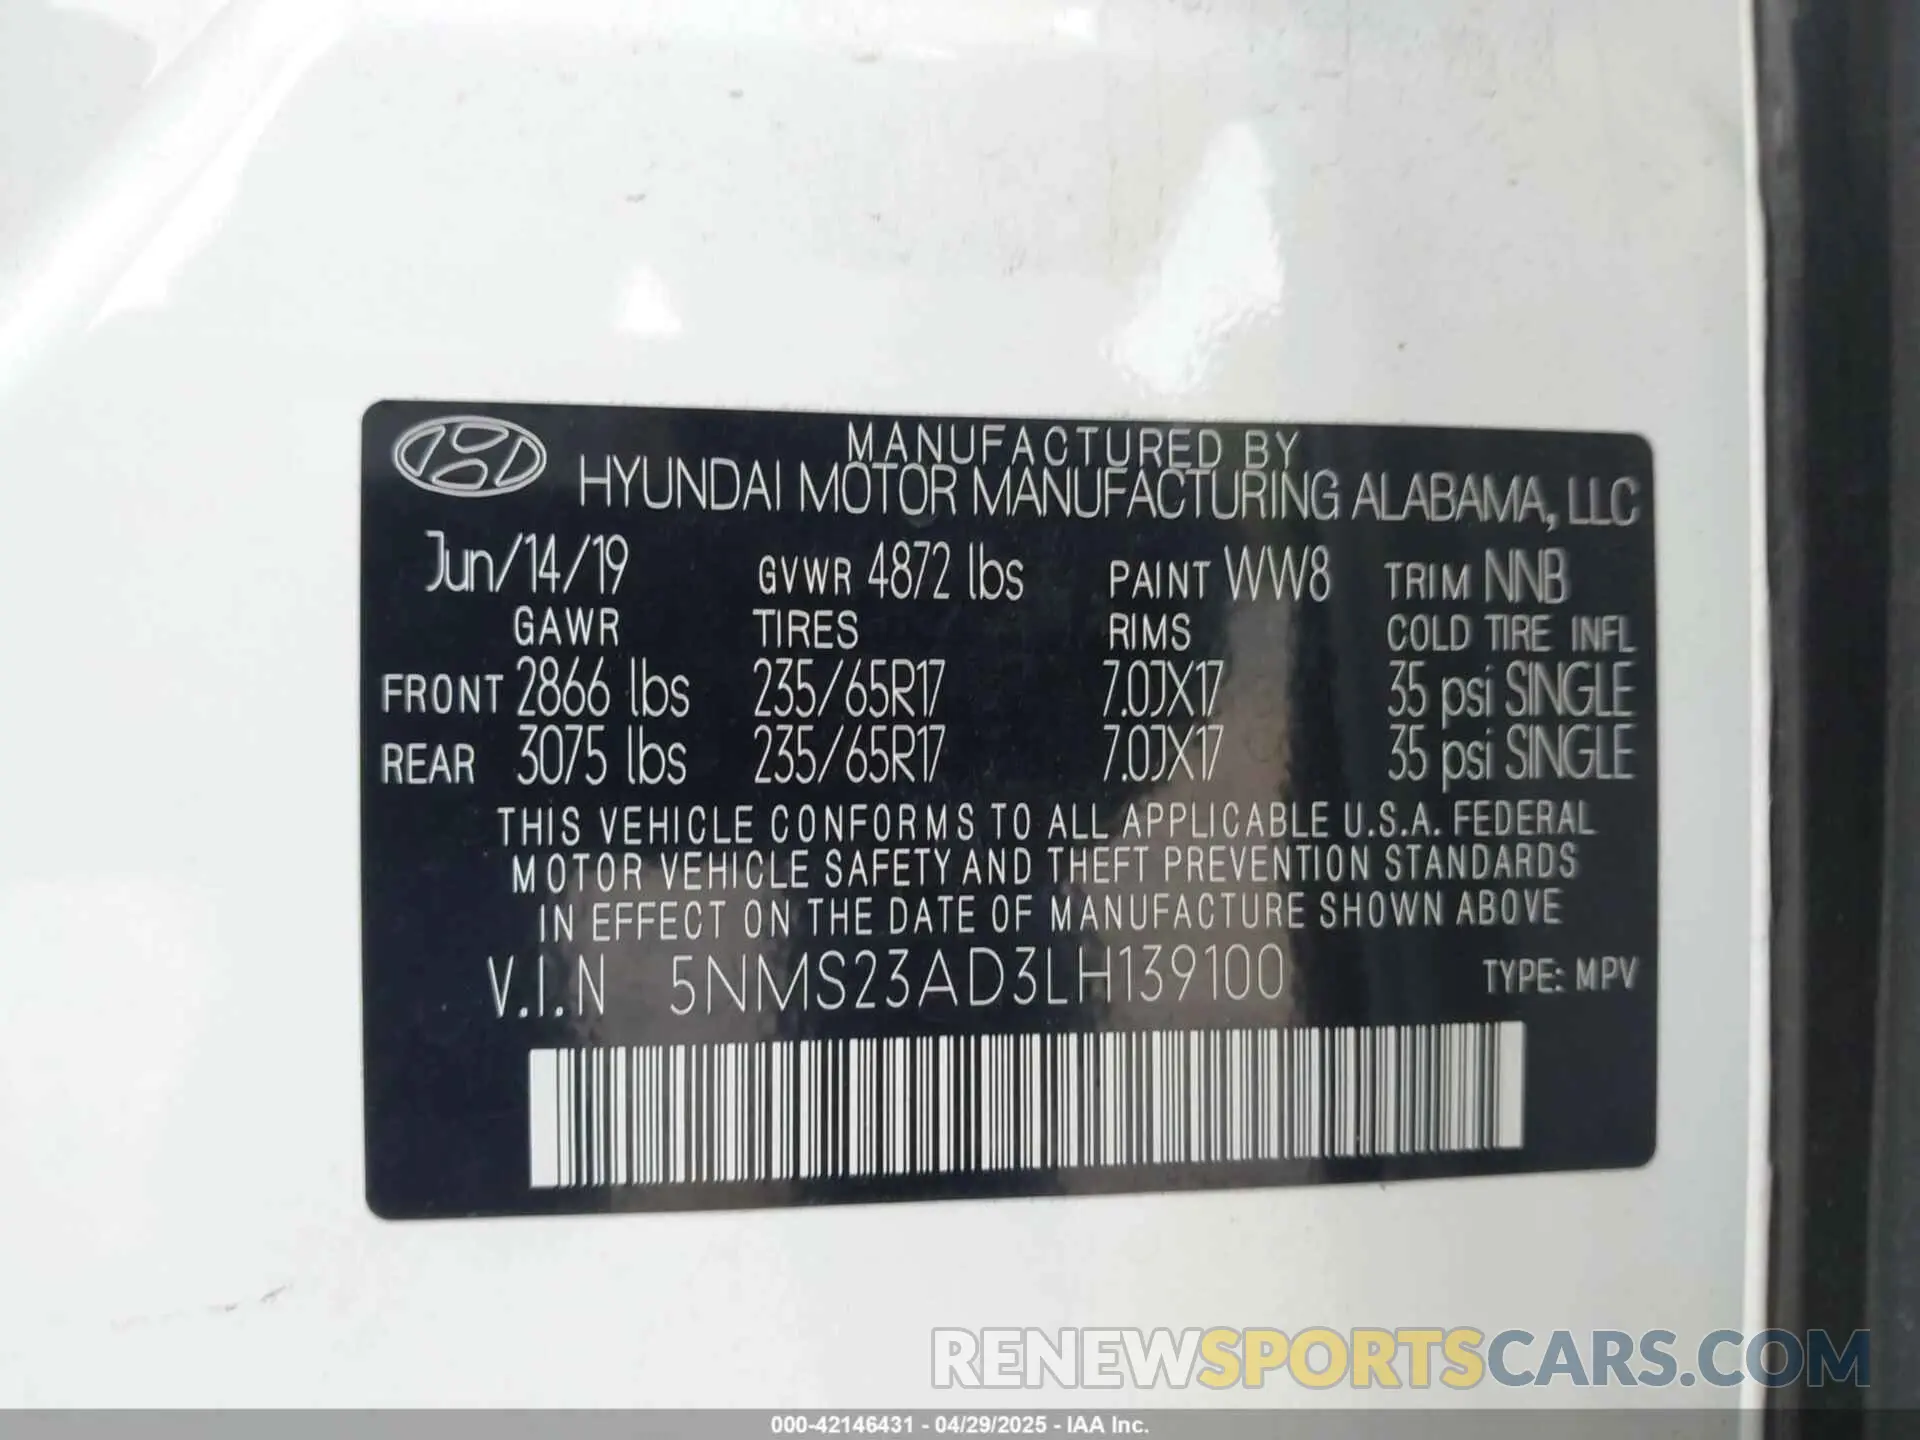 MANUFACTURED BY
HYUNDAI MOTOR MANUFACTURING ALABAMA, LLC
Jun/14/19 GVWR 4872 lbs PAINT WW8 TRIM NNB
GAWR TIRES RIMS COLD TIRE INFL
FRONT 2866 lbs 235/65R17 7.0JX17 35 psi SINGLE
REAR 3075 lbs 235/65R17 7.0JX17 35 psi SINGLE
THIS VEHICLE CONFORMS TO ALL APPLICABLE U.S.A. FEDERAL
MOTOR VEHICLE SAFETY AND THEFT PREVENTION STANDARDS
IN EFFECT ON THE DATE OF MANUFACTURE SHOWN ABOVE
V.I.N 5NMS23AD3LH139100 TYPE: MPV
RENEWSPORTSCARS.COM
000-42146431 - 04/29/2025 - IAA Inc.